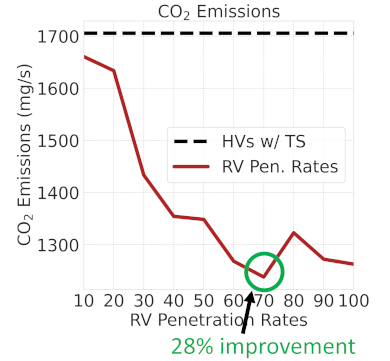 CO₂ Emissions
CO₂ Emissions (mg/s)
1700
1600
1500
1400
1300
HVs w/ TS
RV Pen. Rates
10 20 30 40 50 60 70 80 90 100
RV Penetration Rates
28% improvement